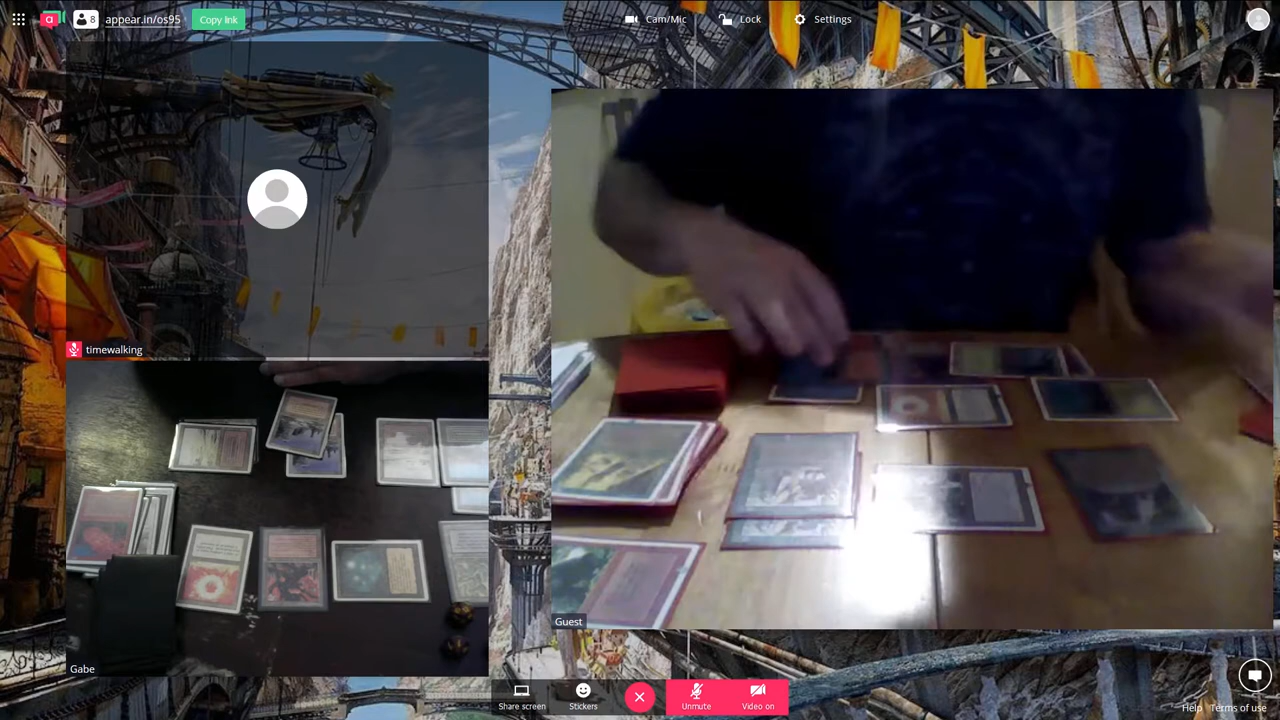 8
appear.in/os95
Copy link
Cam/Mic
Lock
Settings
timewalking
Gabe
Guest
Share screen
Stickers
Unmute
Video on
Help
Terms of use